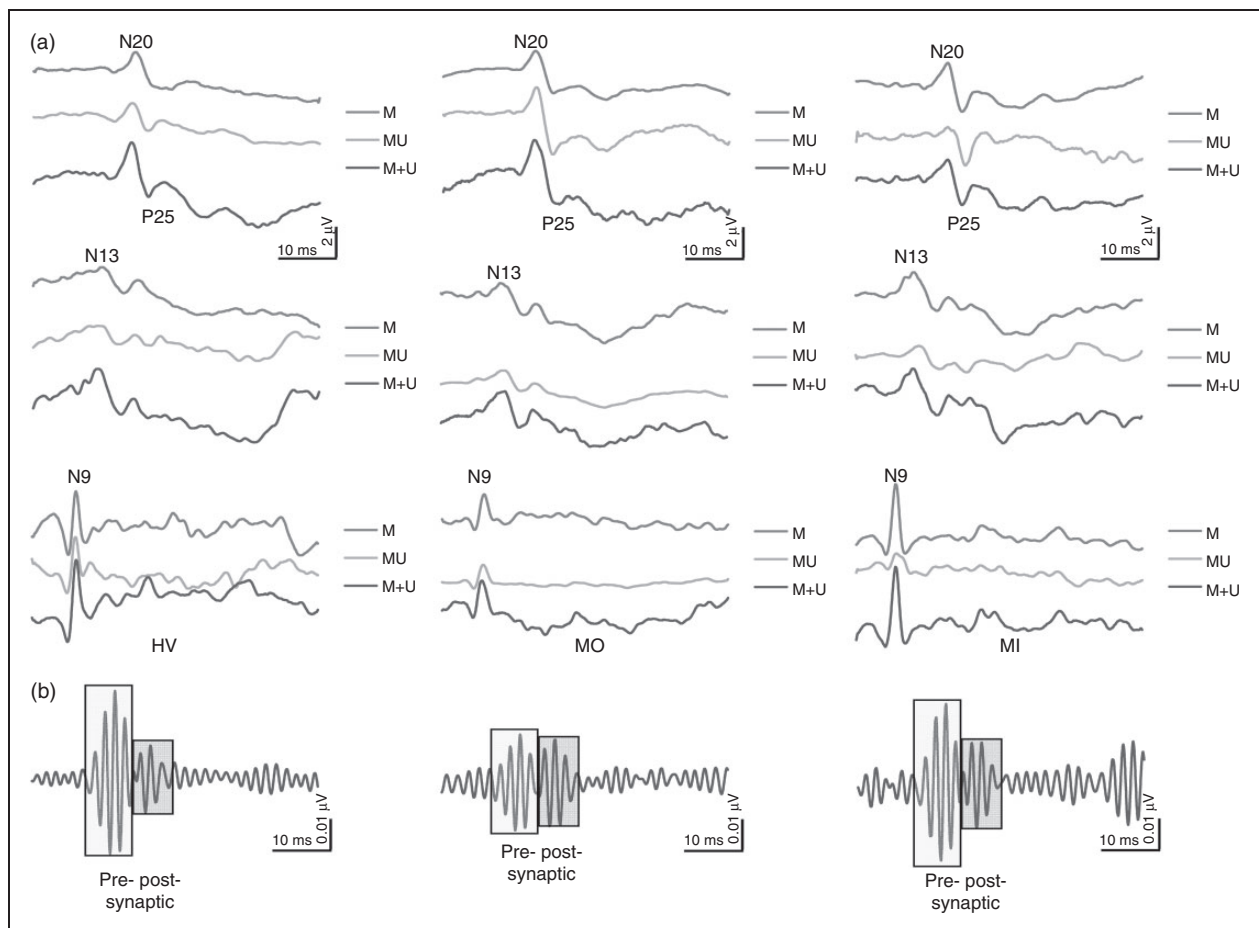 (a)
N20
N20
N20
M
MU
M+U
P25
10 ms
2 µV
M
MU
M+U
P25
10 ms
2 µV
M
MU
M+U
P25
10 ms
2 µV
N13
N13
N13
M
MU
M+U
M
MU
M+U
M
MU
M+U
N9
N9
N9
M
MU
M+U
M
MU
M+U
M
MU
M+U
HV
MO
MI
(b)
10 ms
0.01 µV
Pre- post-
synaptic
10 ms
0.01 µV
Pre- post-
synaptic
10 ms
0.01 µV
Pre- post-
synaptic